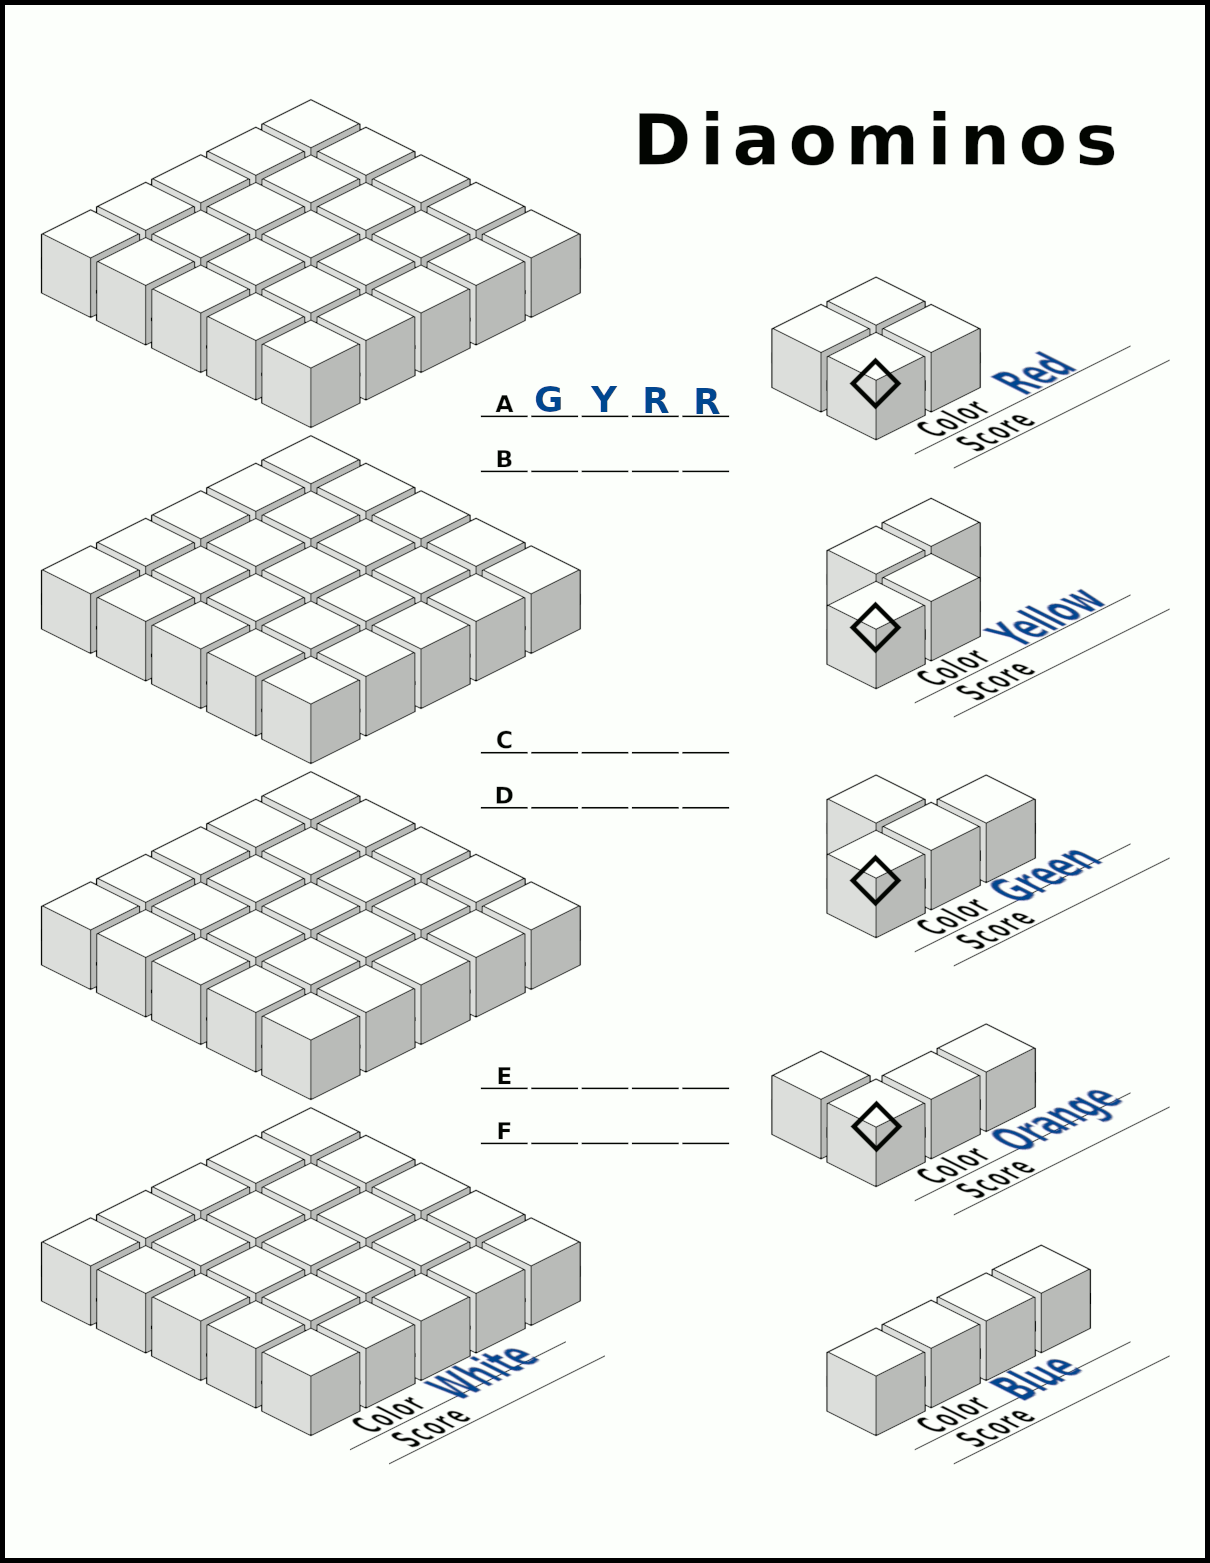 Diaominos
A G Y R R
B
Color Red
Score
Color Yellow
Score
C
D
Color Green
Score
E
F
Color Orange
Score
Color White
Score
Color Blue
Score